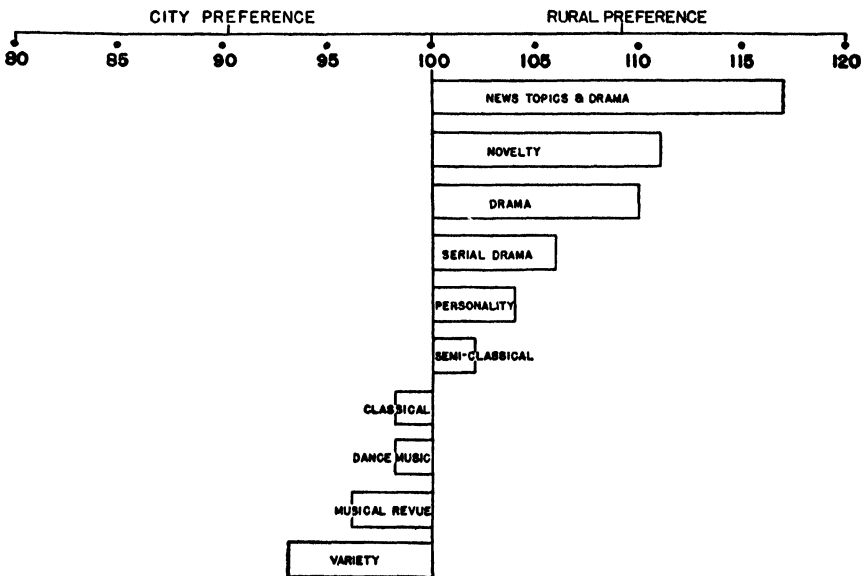 CITY PREFERENCE RURAL PREFERENCE
80 85 90 95 100 105 110 115 120
NEWS TOPICS & DRAMA
NOVELTY
DRAMA
SERIAL DRAMA
PERSONALITY
SEMI-CLASSICAL
CLASSICAL
DANCE MUSIC
MUSICAL REVUE
VARIETY